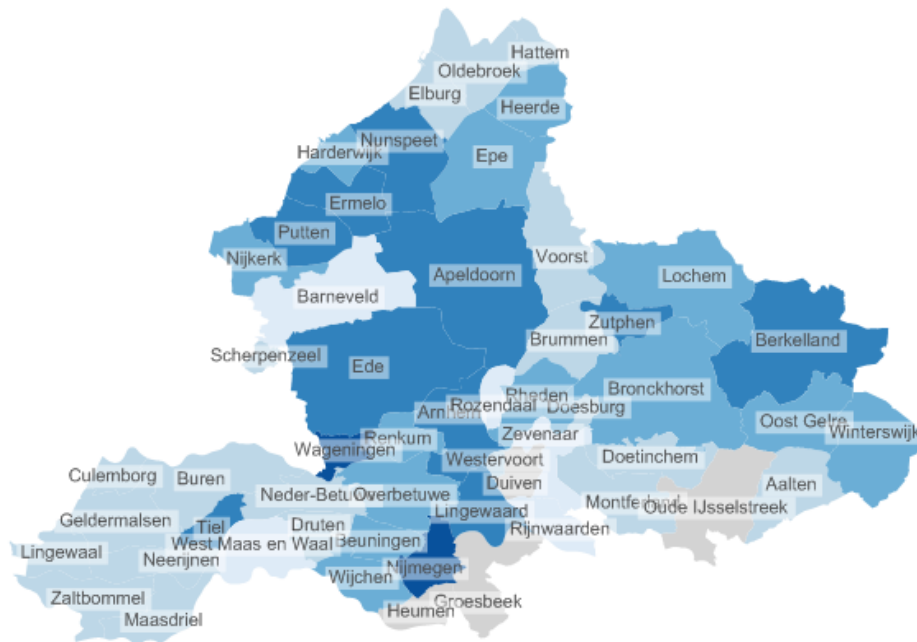 Hattem
Oldebroek
Elburg
Heerde
Nunspeet
Harderwijk
Epe
Ermelo
Putten
Nijkerk
Voorst
Apeldoorn
Lochem
Barneveld
Zutphen
Brummen
Berkelland
Scherpenzeel
Ede
Bronckhorst
Rheden
Rozendaal
Doesburg
Arnhem
Oost Gelre
Winterswijk
Zevenaar
Renkum
Wageningen
Westervoort
Doetinchem
Culemborg
Buren
Duiven
Aalten
Neder-Betuwe
Overbetuwe
Montferland
Oude IJsselstreek
Lingewaard
Geldermalsen
Tiel
Druten
Rijnwaarden
Beuningen
West Maas en Waal
Lingewaal
Neerijnen
Nijmegen
Wijchen
Zaltbommel
Groesbeek
Heumen
Maasdriel